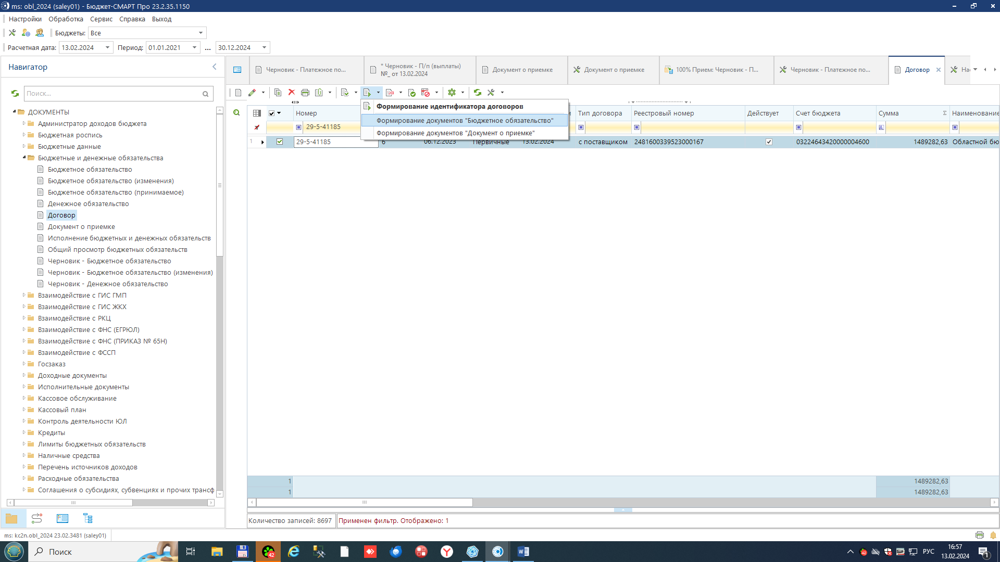 ms: obl_2024 (saley01) - Бюджет-СМАРТ Про 23.2.35.1150
Настройки Обработка Сервис Справка Выход
Бюджеты: Все
Расчетная дата: 13.02.2024 Период: 01.01.2021 ... 30.12.2024
Навигатор
Черновик - Платежное по...
* Черновик - П/п (выплаты)
№_ от 13.02.2024
Документ о приемке
Документ о приемке
100% Прием: Черновик - П...
Черновик - Платежное по...
Договор
На
Поиск...
ДОКУМЕНТЫ
Администратор доходов бюджета
Бюджетная роспись
Бюджетные данные
Бюджетные и денежные обязательства
Бюджетное обязательство
Бюджетное обязательство (изменения)
Бюджетное обязательство (принимаемое)
Денежное обязательство
Договор
Документ о приемке
Исполнение бюджетных и денежных обязательств
Общий просмотр бюджетных обязательств
Черновик - Бюджетное обязательство
Черновик - Бюджетное обязательство (изменения)
Черновик - Денежное обязательство
Взаимодействие с ГИС ГМП
Взаимодействие с ГИС ЖКХ
Взаимодействие с РКЦ
Взаимодействие с ФНС (ЕГРЮЛ)
Взаимодействие с ФНС (ПРИКАЗ № 65Н)
Взаимодействие с ФССП
Госзаказ
Доходные документы
Исполнительные документы
Кассовое обслуживание
Кассовый план
Контроль деятельности ЮЛ
Кредиты
Лимиты бюджетных обязательств
Наличные средства
Перечень источников доходов
Расходные обязательства
Соглашения о субсидиях, субвенциях и прочих трансф
Формирование идентификатора договоров
Формирование документов "Бюджетное обязательство"
Формирование документов "Документ о приемке"
Номер Тип договора Реестровый номер Действует Счет бюджета Сумма Σ Наименование
29-5-41185
1 29-5-41185 6 06.12.2023 Первичные 13.02.2024 с поставщиком 2481600339523000167 03224643420000004600 1489282,63 Областной бю
1 1489282,63
1 1489282,63
Количество записей: 8697 Применен фильтр. Отображено: 1
ms: kc2n.obl_2024 23.02.3481 (saley01)
Поиск
42
42
РУС
16:57
13.02.2024
1